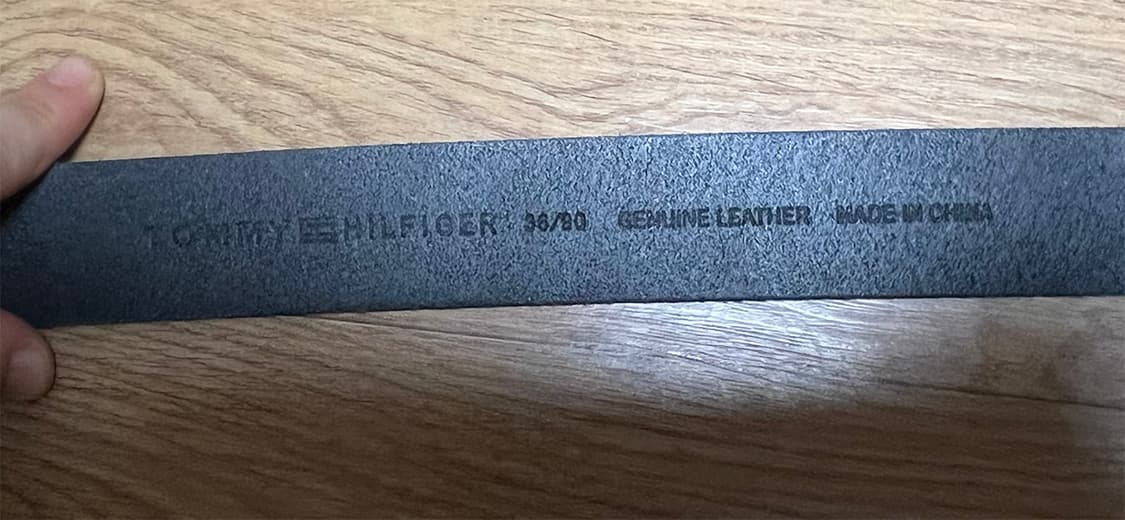 TOMMY HILFIGER 36/90 GENUINE LEATHER MADE IN CHINA